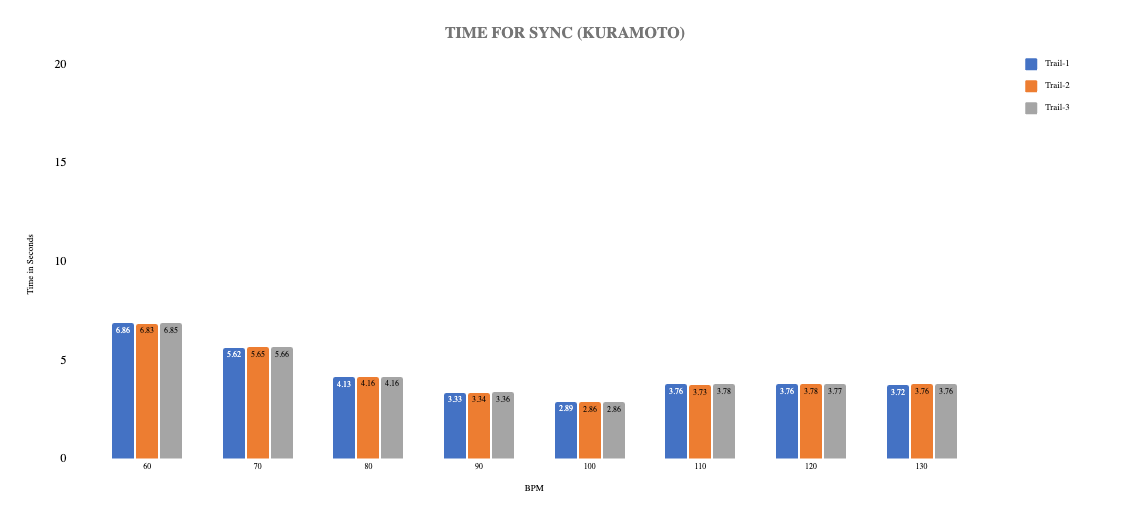 TIME FOR SYNC (KURAMOTO)
20
15
10
5
0
Time in Seconds
Trail-1
Trail-2
Trail-3
6.86 6.83 6.85
5.62 5.65 5.66
4.13 4.16 4.16
3.33 3.34 3.36
2.89 2.86 2.86
3.76 3.73 3.78
3.76 3.78 3.77
3.72 3.76 3.76
60 70 80 90 100 110 120 130
BPM